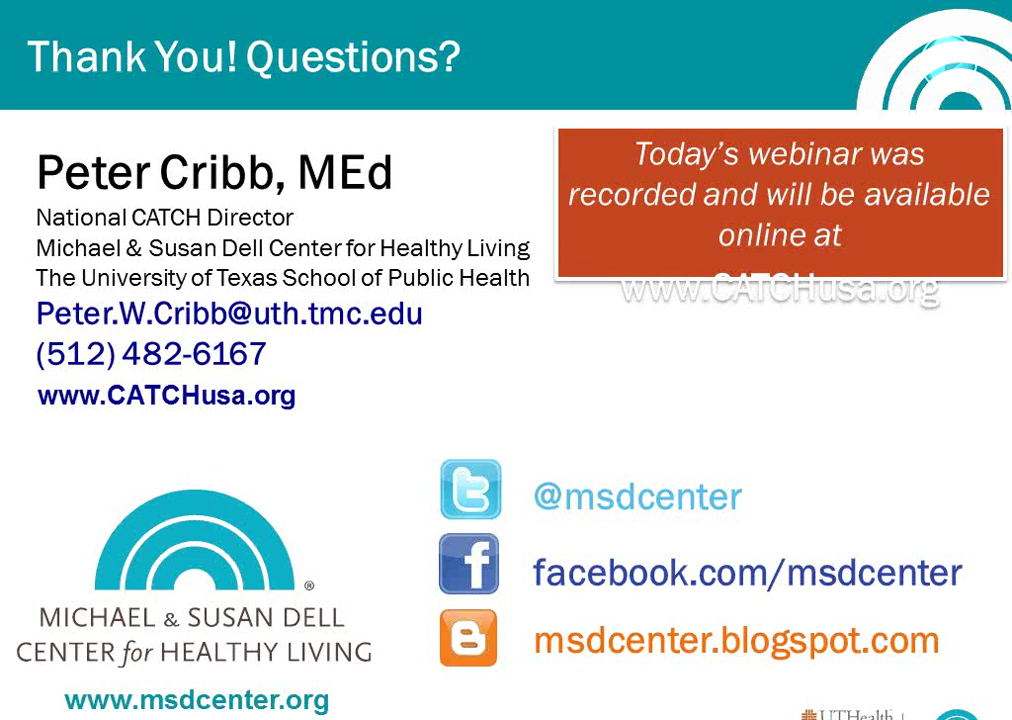 Thank You! Questions?
Peter Cribb, MEd
National CATCH Director
Michael & Susan Dell Center for Healthy Living
The University of Texas School of Public Health
Peter.W.Cribb@uth.tmc.edu
(512) 482-6167
www.CATCHusa.org
Today's webinar was
recorded and will be available
online at
www.CATCHusa.org
@msdcenter
facebook.com/msdcenter
msdcenter.blogspot.com
MICHAEL & SUSAN DELL
CENTER for HEALTHY LIVING
®
www.msdcenter.org
UTHealth